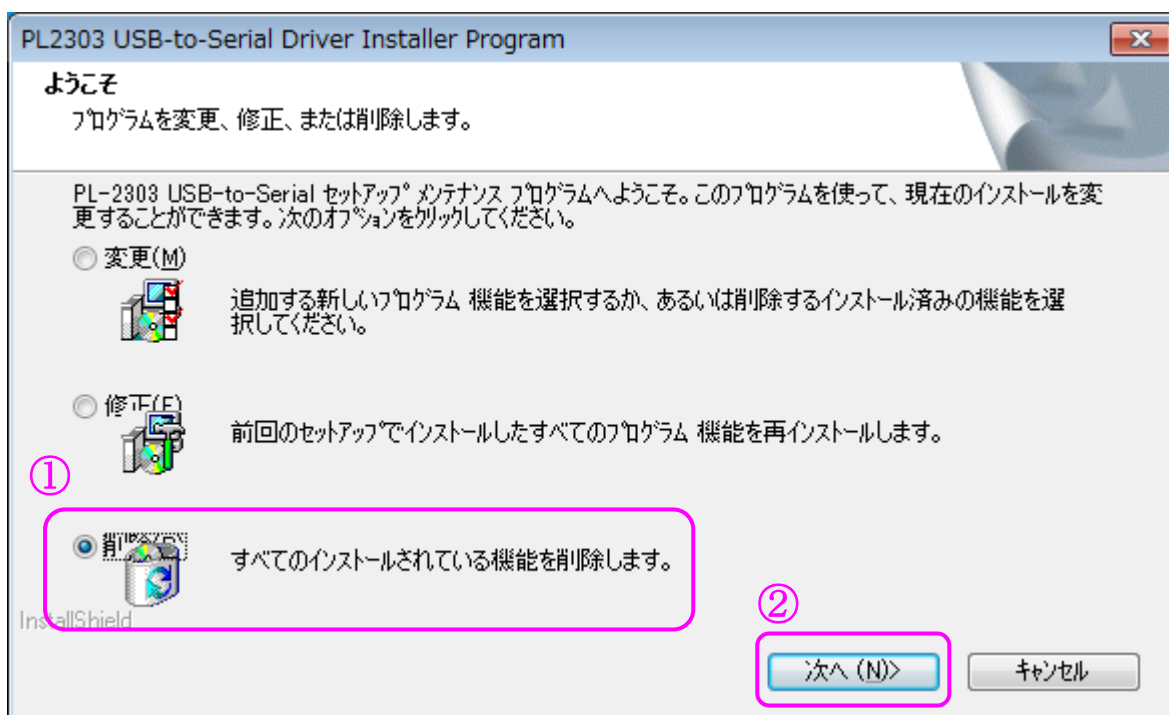 PL2303 USB-to-Serial Driver Installer Program
ようこそ
プログラムを変更、修正、または削除します。
PL-2303 USB-to-Serial セットアップ メンテナンス プログラムへようこそ。このプログラムを使って、現在のインストールを変
更することができます。次のオプションをクリックしてください。
変更(M)
追加する新しいプログラム 機能を選択するか、あるいは削除するインストール済みの機能を選
択してください。
修正(E)
前回のセットアップでインストールしたすべてのプログラム 機能を再インストールします。
①
すべてのインストールされている機能を削除します。
InstallShield
②
次へ (N)>
キャンセル